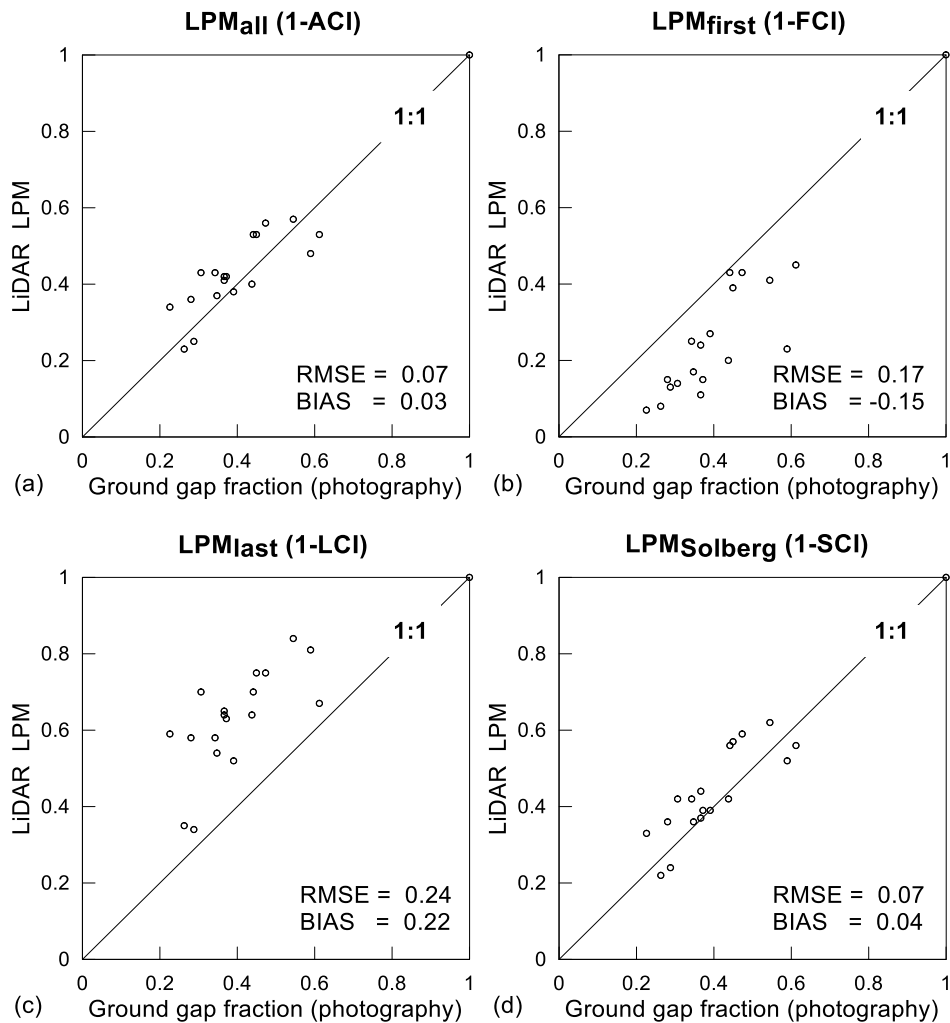 LPMall (1-ACI)
1
0.8
0.6
0.4
0.2
0
LiDAR LPM
1:1
RMSE = 0.07
BIAS = 0.03
0 0.2 0.4 0.6 0.8 1
(a) Ground gap fraction (photography)
LPMfirst (1-FCI)
1
0.8
0.6
0.4
0.2
0
LiDAR LPM
1:1
RMSE = 0.17
BIAS = -0.15
0 0.2 0.4 0.6 0.8 1
(b) Ground gap fraction (photography)
LPMlast (1-LCI)
1
0.8
0.6
0.4
0.2
0
LiDAR LPM
1:1
RMSE = 0.24
BIAS = 0.22
0 0.2 0.4 0.6 0.8 1
(c) Ground gap fraction (photography)
LPMSolberg (1-SCI)
1
0.8
0.6
0.4
0.2
0
LiDAR LPM
1:1
RMSE = 0.07
BIAS = 0.04
0 0.2 0.4 0.6 0.8 1
(d) Ground gap fraction (photography)